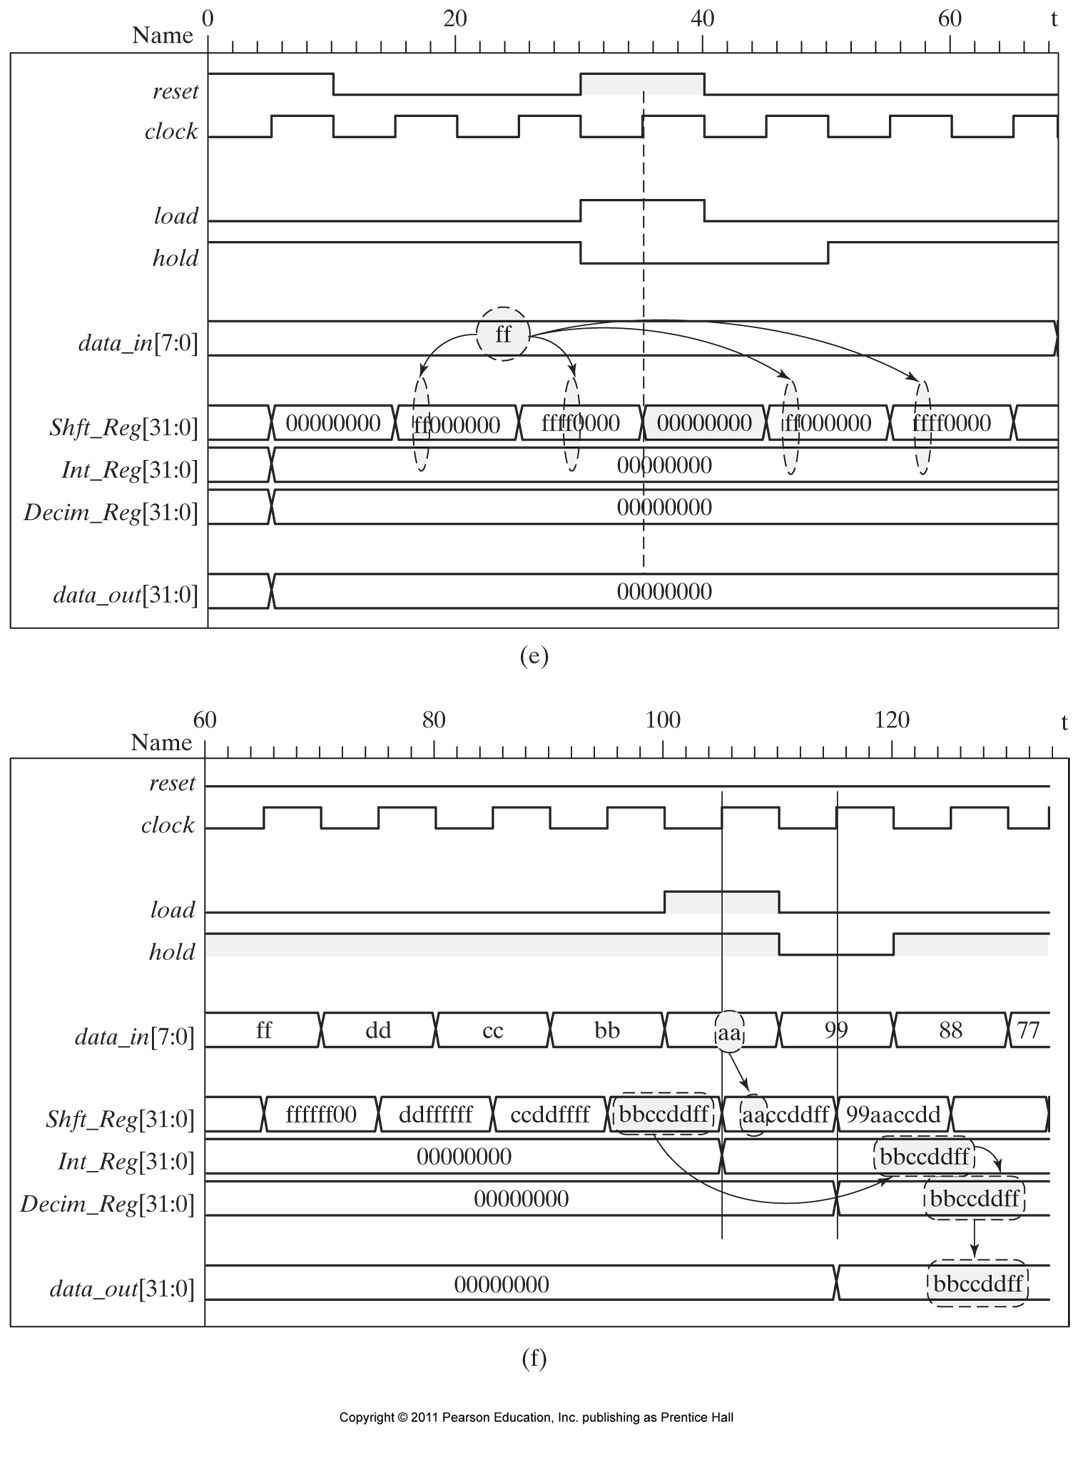 0 20 40 60 t
Name
reset
clock
load
hold
ff
data_in[7:0]
Shft_Reg[31:0] 00000000 ff000000 ffff0000 00000000 ff000000 ffff0000
Int_Reg[31:0] 00000000
Decim_Reg[31:0] 00000000
data_out[31:0] 00000000
(e)
60 80 100 120 t
Name
reset
clock
load
hold
data_in[7:0] ff dd cc bb aa 99 88 77
Shft_Reg[31:0] ffffff00 ddffffff ccddffff bbccddff aaccddff 99aaccdd
Int_Reg[31:0] 00000000 bbccddff
Decim_Reg[31:0] 00000000 bbccddff
data_out[31:0] 00000000 bbccddff
(f)
Copyright © 2011 Pearson Education, Inc. publishing as Prentice Hall